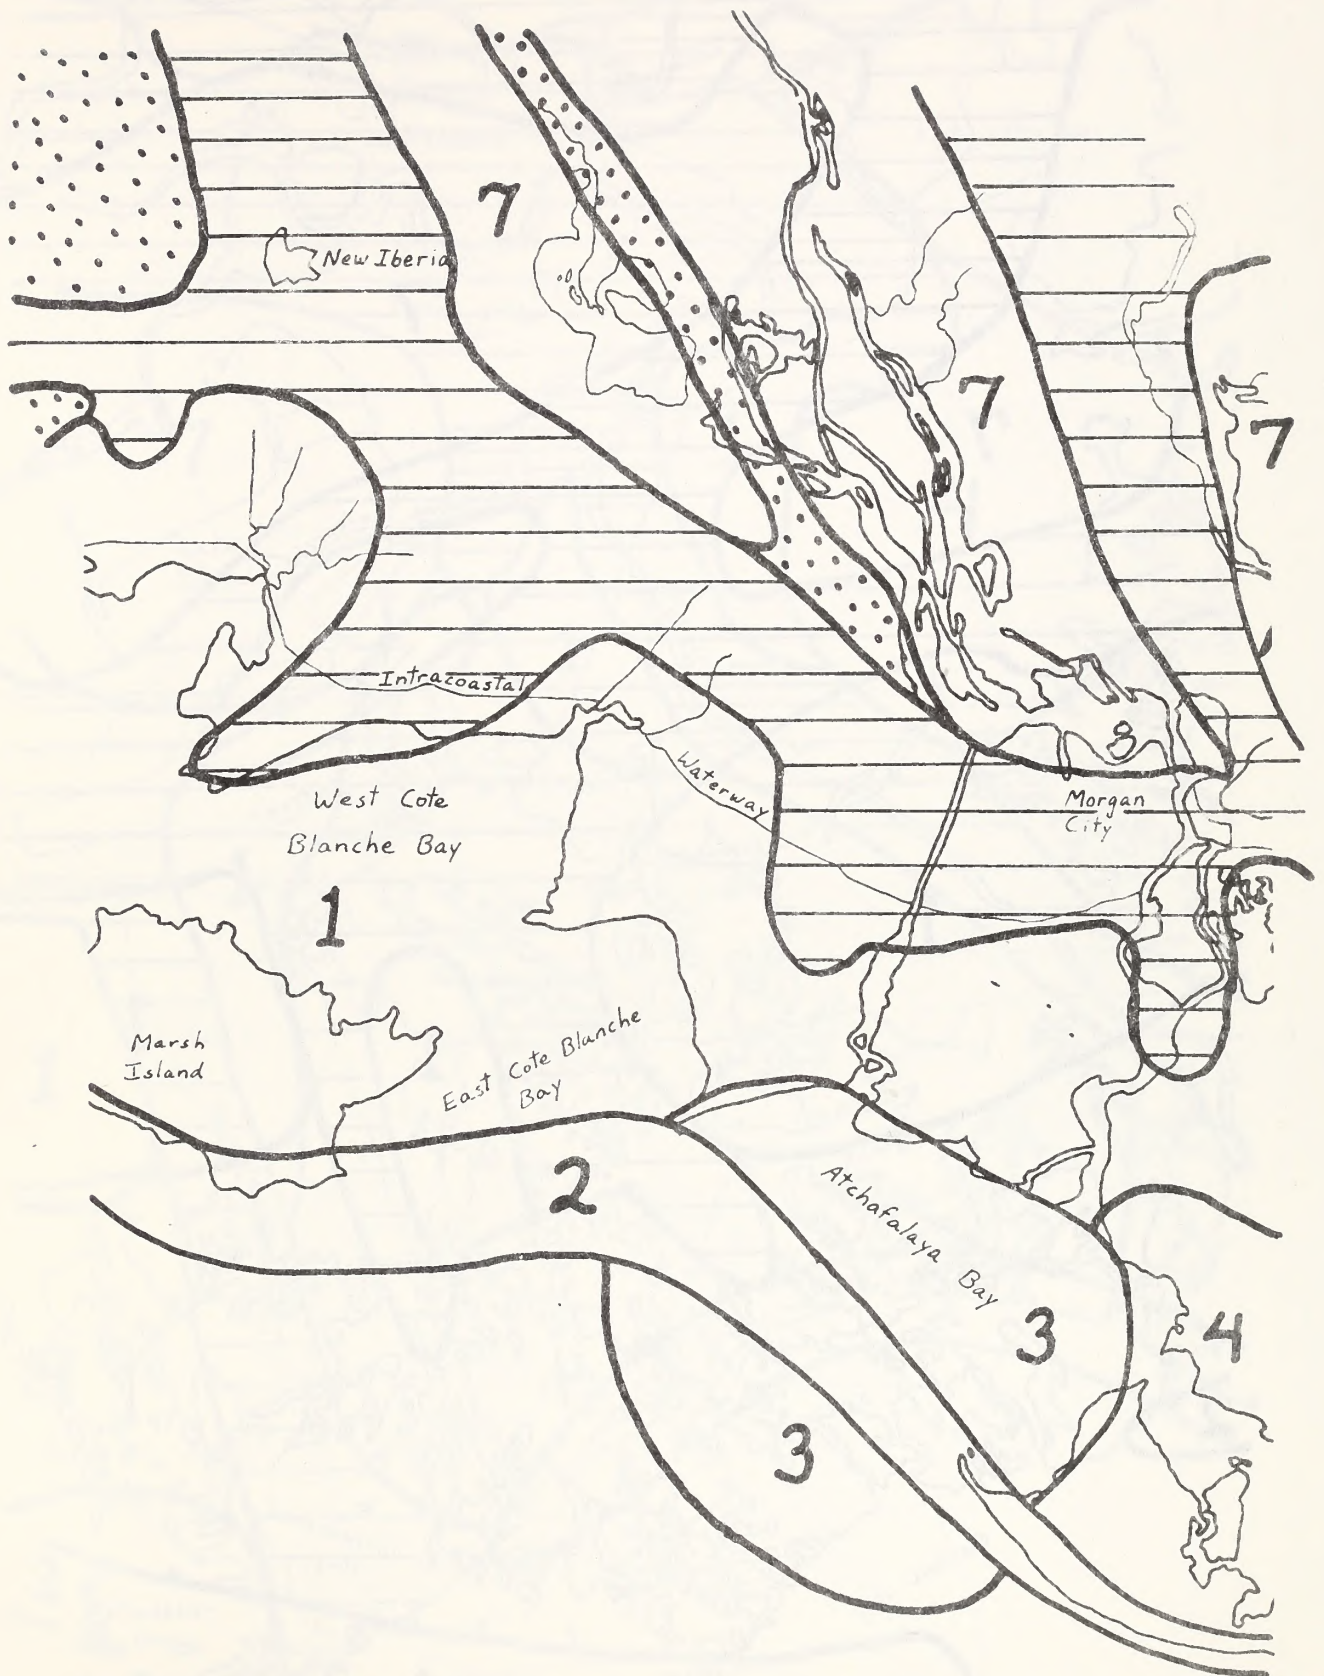 7
New Iberia
7
7
Intracoastal
Waterway
West Cote
Blanche Bay
Morgan
City
1
Marsh
Island
East Cote Blanche
Bay
2
Atchafalaya Bay
3
4
3